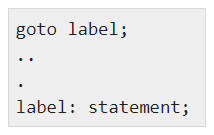 goto label;
..
.
label: statement;